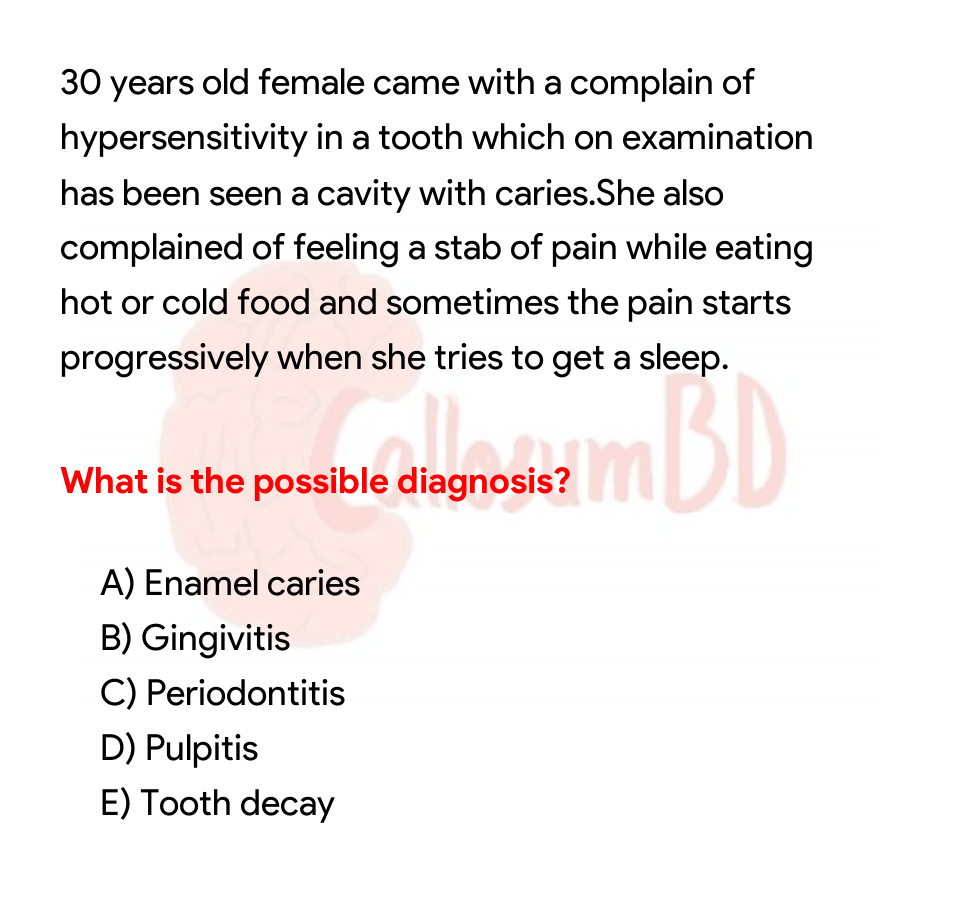 30 years old female came with a complain of
hypersensitivity in a tooth which on examination
has been seen a cavity with caries.She also
complained of feeling a stab of pain while eating
hot or cold food and sometimes the pain starts
progressively when she tries to get a sleep.
CallosumBD
What is the possible diagnosis?
A) Enamel caries
B) Gingivitis
C) Periodontitis
D) Pulpitis
E) Tooth decay